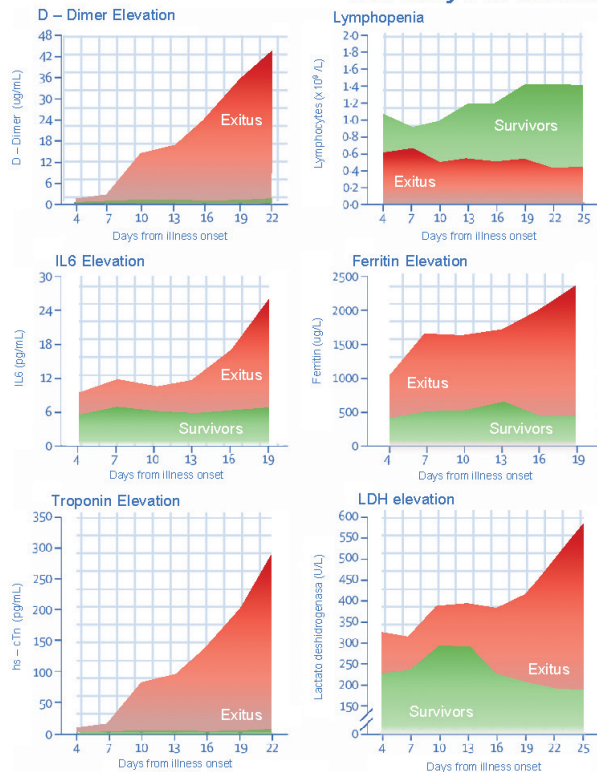 D – Dimer Elevation
D – Dimer (ug/mL)
48
42
36
30
24
18
12
6
0
Exitus
4 7 10 13 16 19 22
Days from illness onset
Lymphopenia
Lymphocytes (x 10⁹ /L)
2·0
1·8
1·6
1·4
1·2
1·0
0·8
0·6
0·4
0·2
0·0
Survivors
Exitus
4 7 10 13 16 19 22 25
Days from illness onset
IL6 Elevation
IL6 (pg/mL)
30
24
18
12
6
0
Exitus
Survivors
4 7 10 13 16 19
Days from illness onset
Ferritin Elevation
Ferritin (ug/L)
2500
2000
1500
1000
500
0
Exitus
Survivors
4 7 10 13 16 19
Days from illness onset
Troponin Elevation
hs – cTn (pg/mL)
350
300
250
200
150
100
50
0
Exitus
4 7 10 13 16 19 22
Days from illness onset
LDH elevation
Lactato deshidrogenasa (U/L)
600
550
500
450
400
350
300
250
200
150
0
Exitus
Survivors
4 7 10 13 16 19 22 25
Days from illness onset